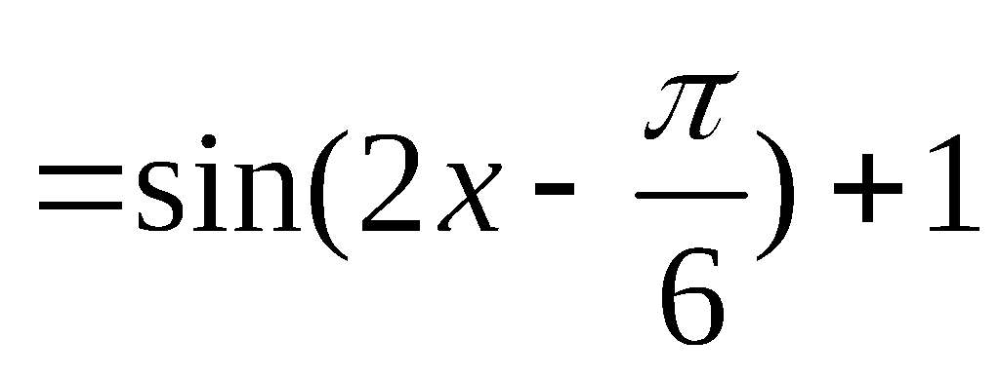 =sin(2x - π/6) +1